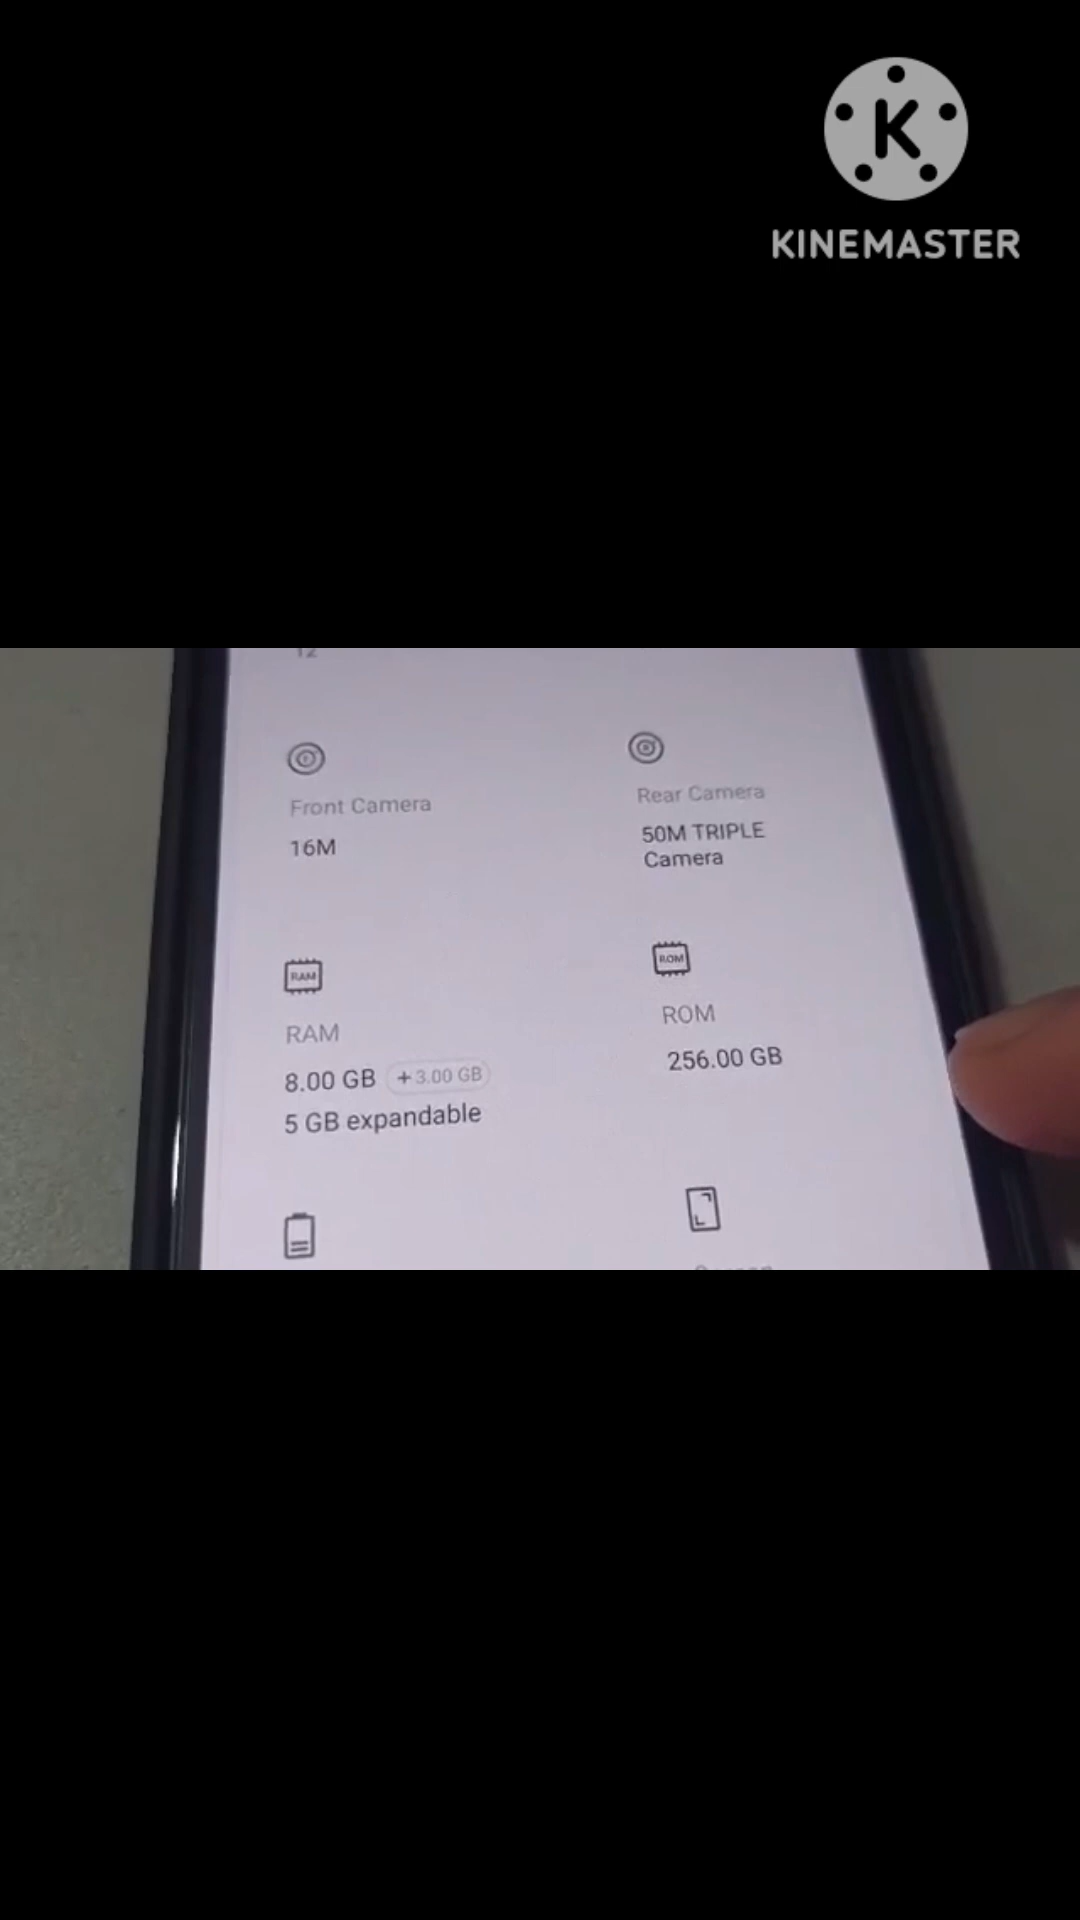 K
KINEMASTER
12
Front Camera
16M
Rear Camera
50M TRIPLE
Camera
RAM
RAM
8.00 GB +3.00 GB
5 GB expandable
ROM
ROM
256.00 GB